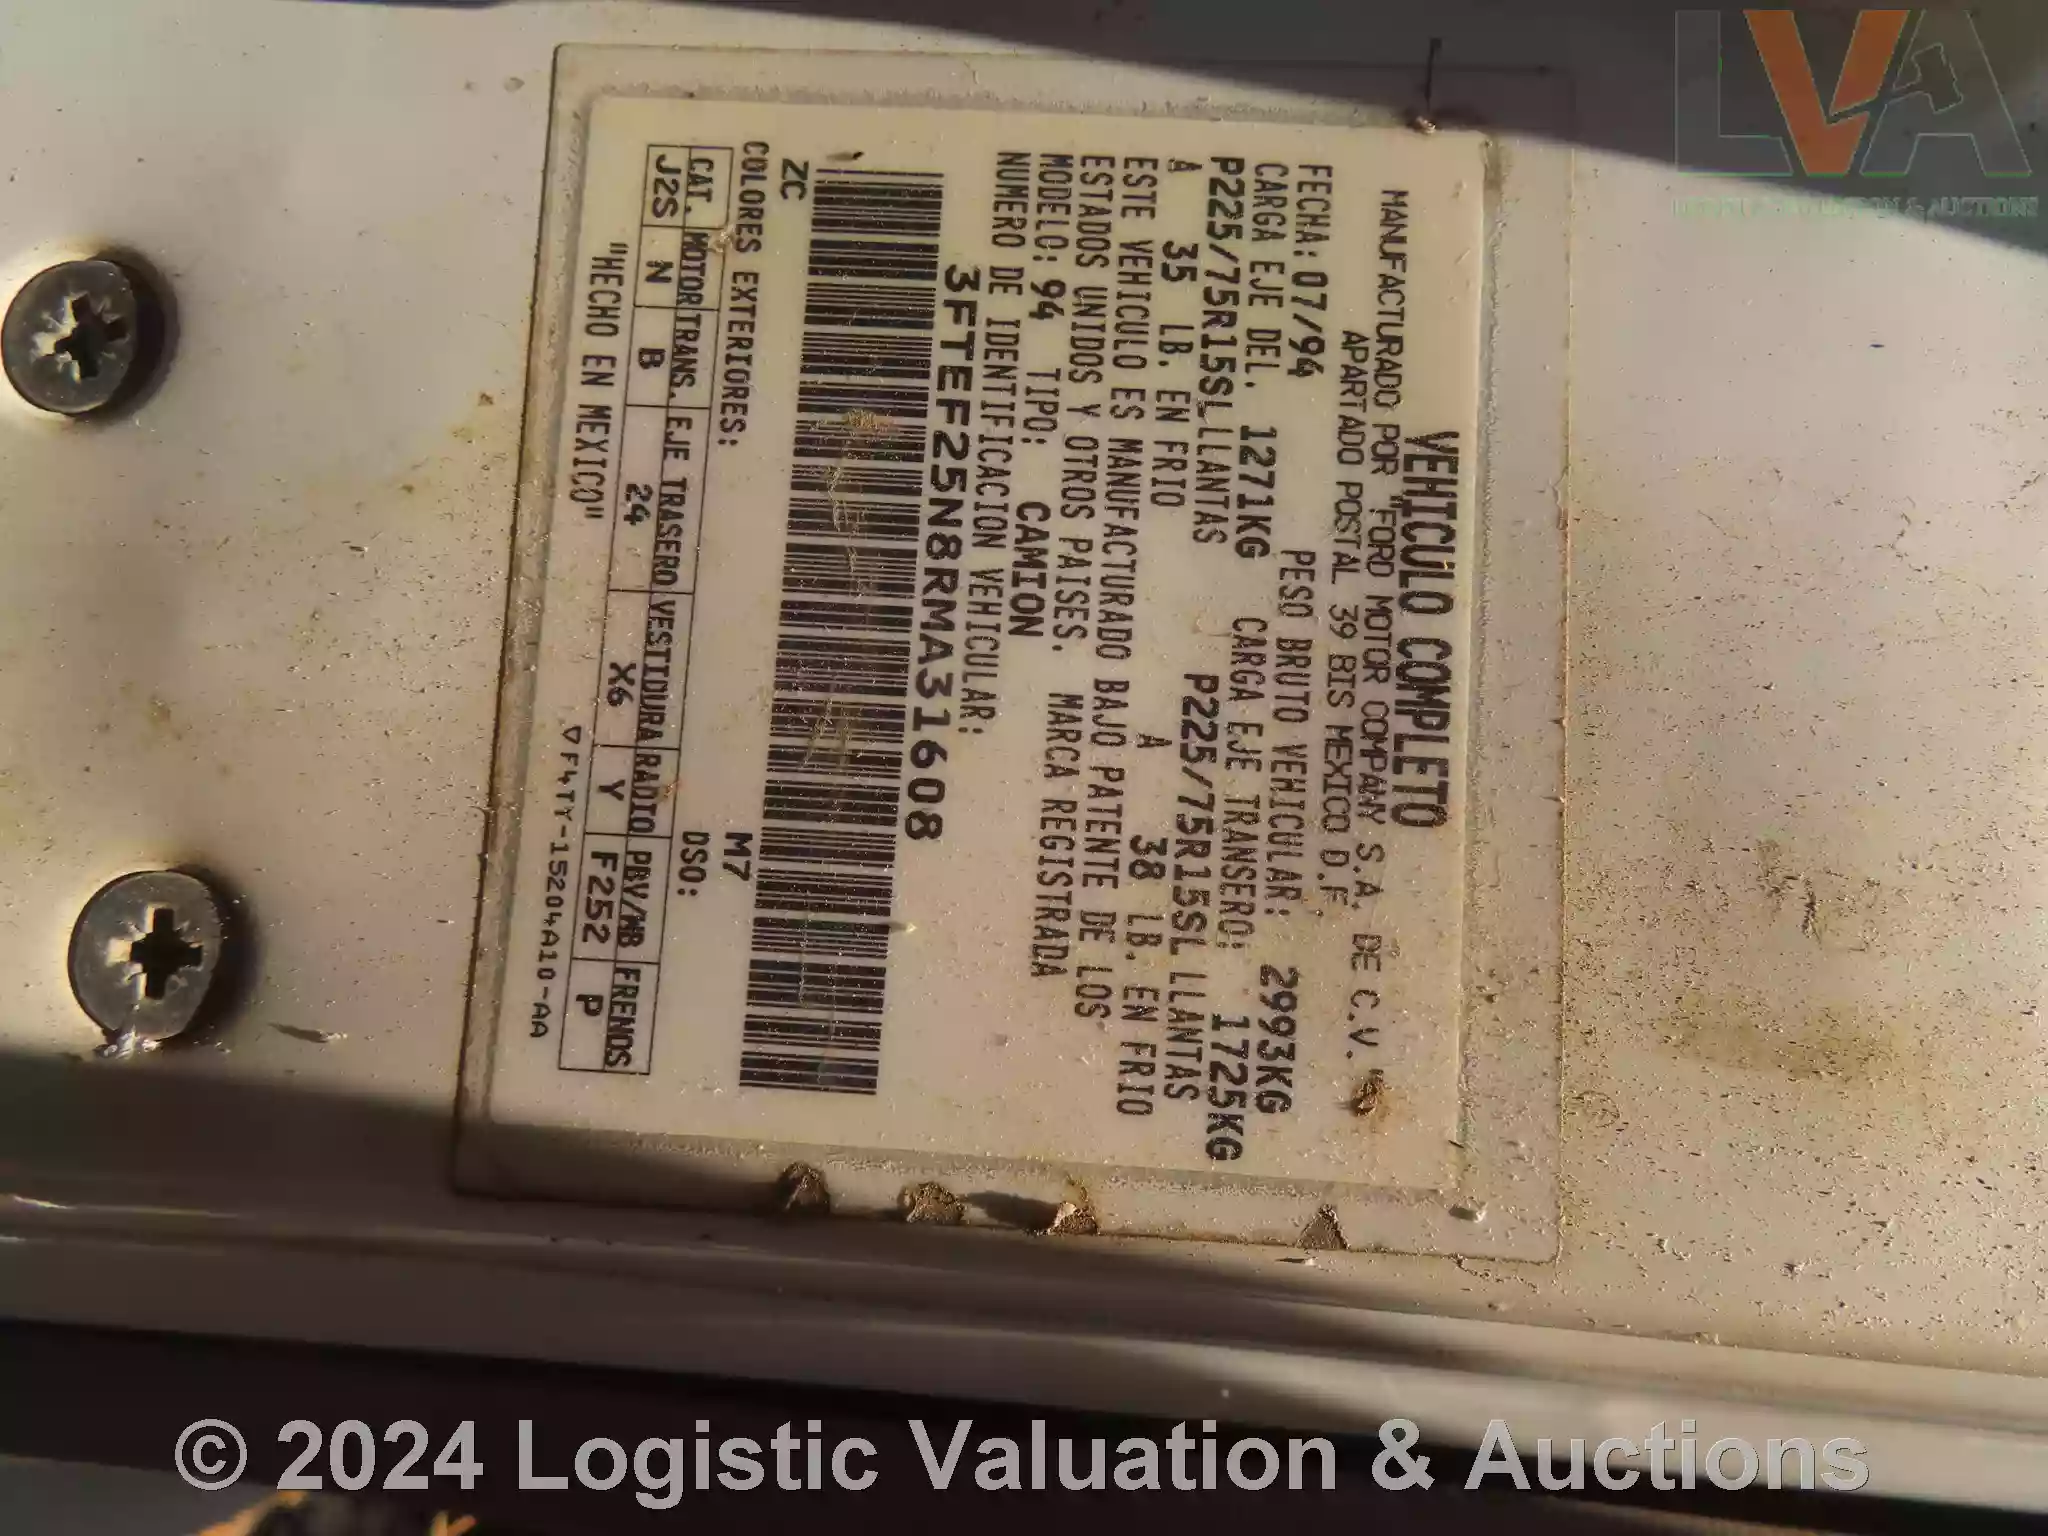 VEHICULO COMPLETO
MANUFACTURADO POR "FORD MOTOR COMPANY S.A. DE C.V."
APARTADO POSTAL 39 BIS MEXICO D.F.
FECHA: 07/94 PESO BRUTO VEHICULAR: 2993KG
CARGA EJE DEL. 1271KG CARGA EJE TRANSERO: 1725KG
P225/75R15SL LLANTAS P225/75R15SL LLANTAS
A 35 LB. EN FRIO A 38 LB. EN FRIO
ESTE VEHICULO ES MANUFACTURADO BAJO PATENTE DE LOS
ESTADOS UNIDOS Y OTROS PAISES. MARCA REGISTRADA
MODELO: 94 TIPO: CAMION
NUMERO DE IDENTIFICACION VEHICULAR:
3FTEF25N8RMA31608
ZC M7
COLORES EXTERIORES: DSO:
CAT. MOTOR TRANS. EJE TRASERO VESTIDURA RADIO PBV/MB FRENOS
J2S N B 24 X6 Y F252 P
"HECHO EN MEXICO"
▽F4TY-15204A10-AA
LVA
© 2024 Logistic Valuation & Auctions